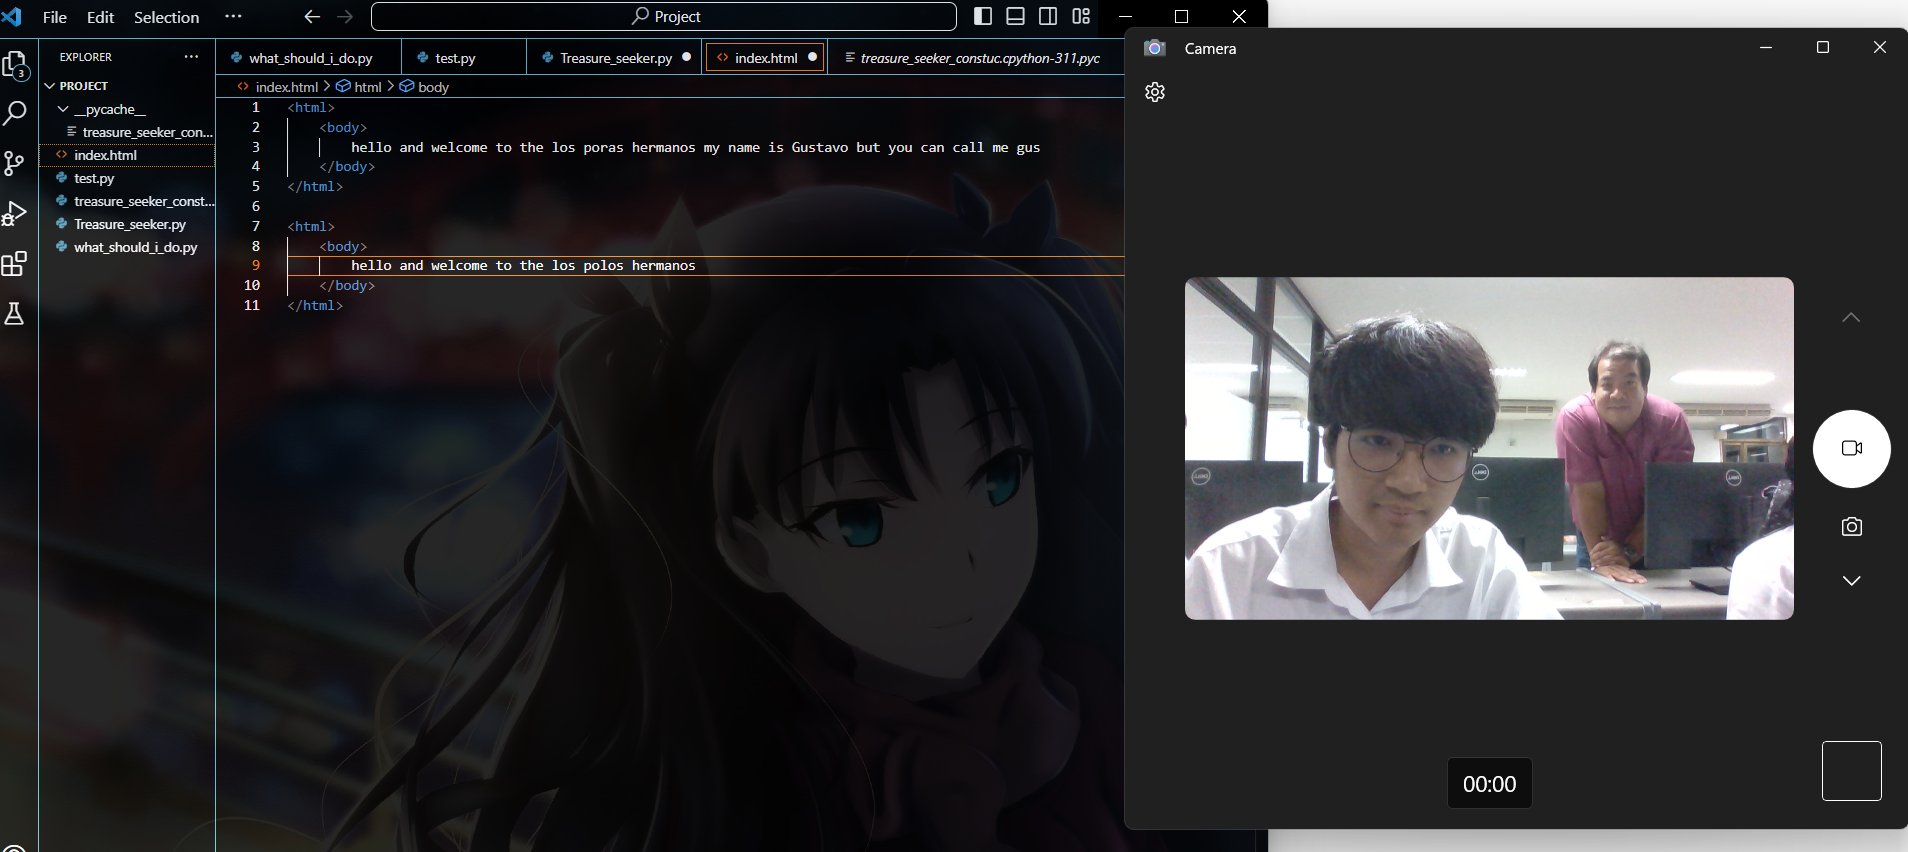 File Edit Selection ··· Project
Camera
EXPLORER ···
what_should_i_do.py test.py Treasure_seeker.py index.html treasure_seeker_constuc.cpython-311.pyc
PROJECT
index.html > html > body
3
__pycache__
treasure_seeker_con...
index.html
test.py
treasure_seeker_const...
Treasure_seeker.py
what_should_i_do.py
1 <html>
2 <body>
3 hello and welcome to the los poras hermanos my name is Gustavo but you can call me gus
4 </body>
5 </html>
6
7 <html>
8 <body>
9 hello and welcome to the los polos hermanos
10 </body>
11 </html>
00:00